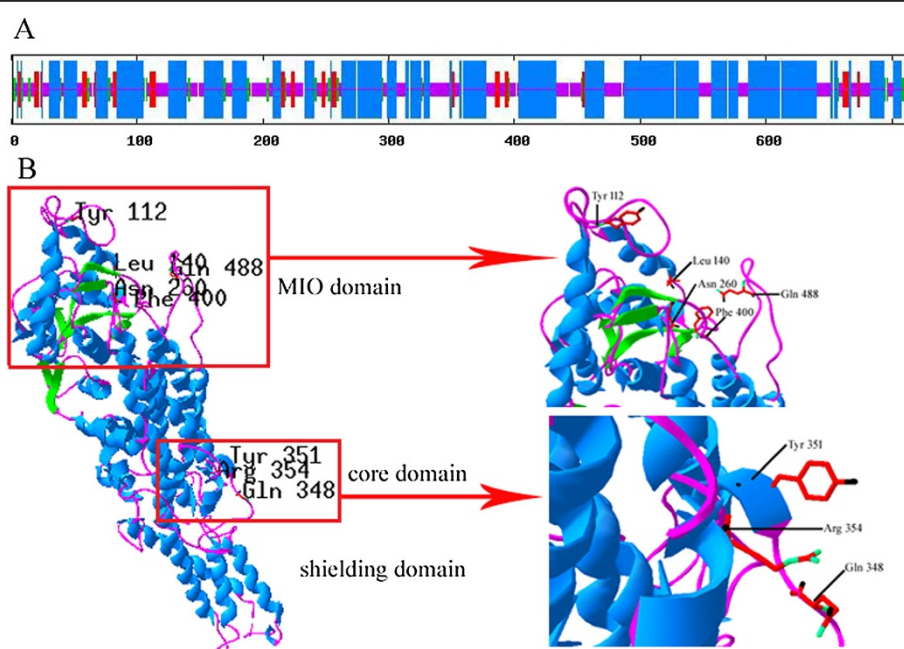 A
0 100 200 300 400 500 600
B
Tyr 112
Leu 140
Gln 488
Asn 260
Phe 400
MIO domain
Tyr 351
Arg 354
Gln 348
core domain
shielding domain
Tyr 112
Leu 140
Asn 260
Gln 488
Phe 400
Tyr 351
Arg 354
Gln 348